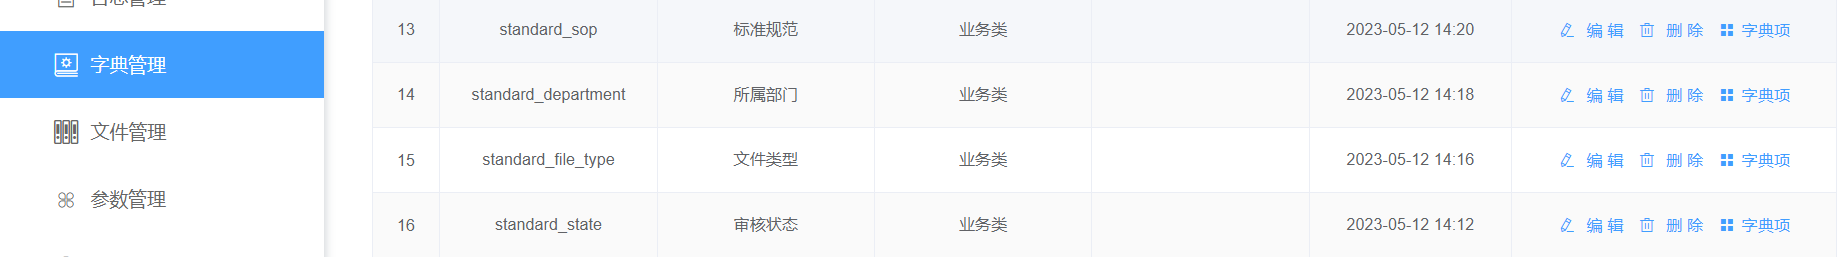 日志管理
字典管理
文件管理
参数管理
13 standard_sop 标准规范 业务类 2023-05-12 14:20 编 辑 删 除 字典项
14 standard_department 所属部门 业务类 2023-05-12 14:18 编 辑 删 除 字典项
15 standard_file_type 文件类型 业务类 2023-05-12 14:16 编 辑 删 除 字典项
16 standard_state 审核状态 业务类 2023-05-12 14:12 编 辑 删 除 字典项